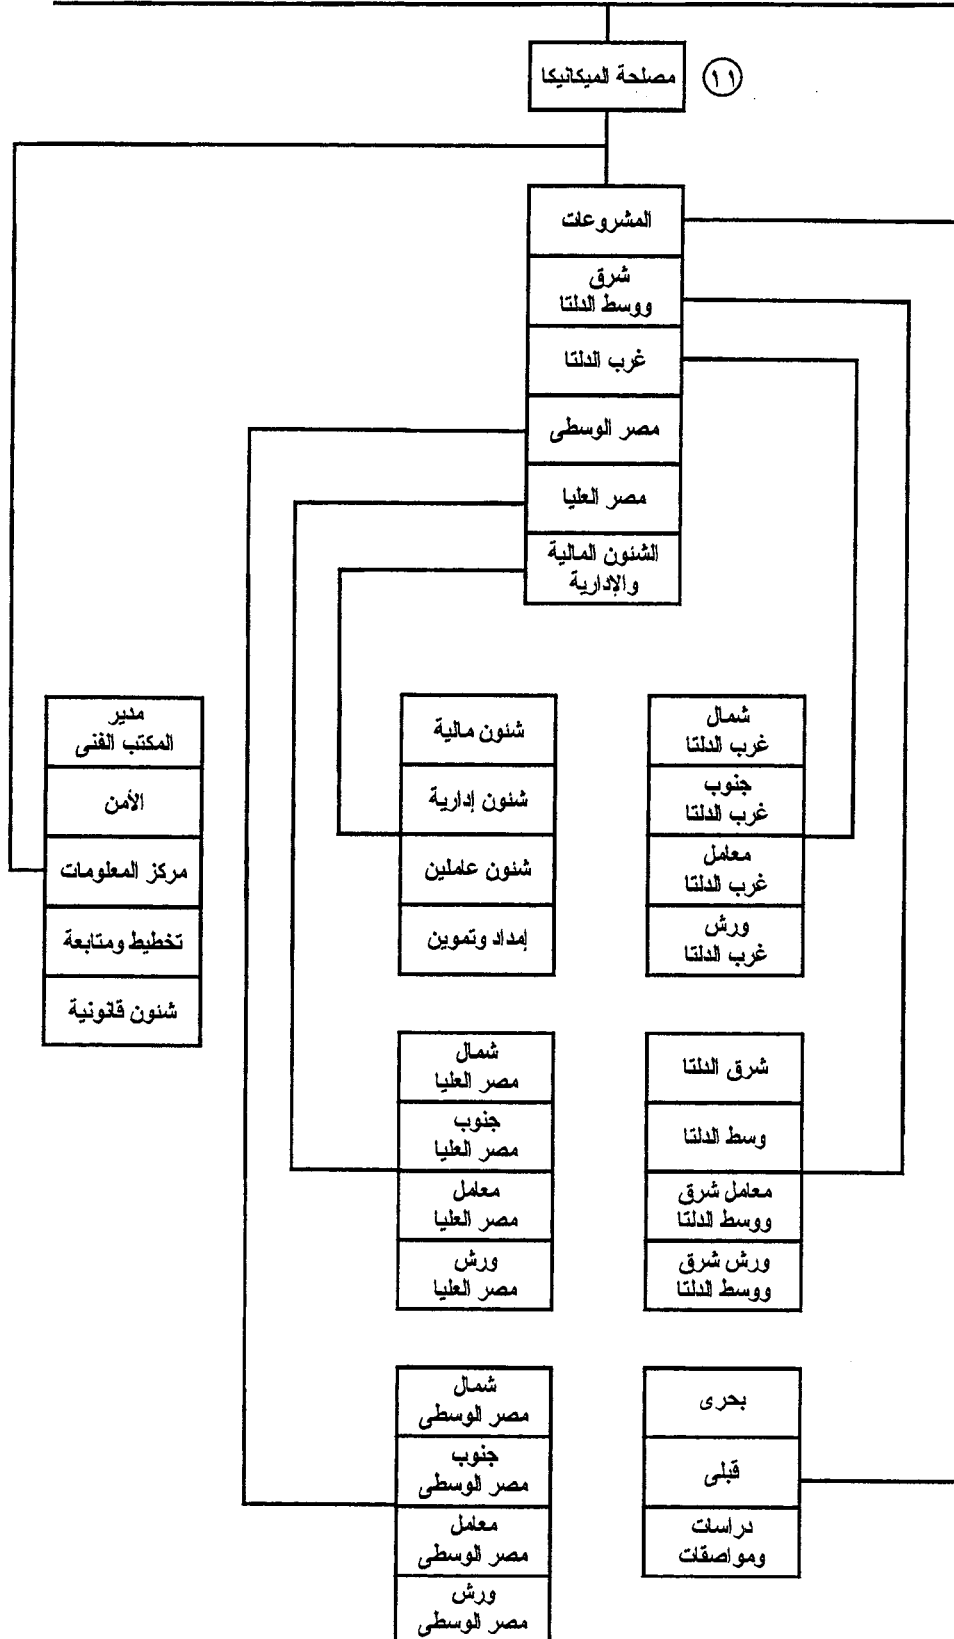 مصلحة الميكانيكا
١١
المشروعات
شرق
ووسط الدلتا
غرب الدلتا
مصر الوسطى
مصر العليا
الشئون المالية
والإدارية
شمال
غرب الدلتا
جنوب
غرب الدلتا
معامل
غرب الدلتا
ورش
غرب الدلتا
شئون مالية
شئون إدارية
شئون عاملين
إمداد وتموين
مدير
المكتب الفنى
الأمن
مركز المعلومات
تخطيط ومتابعة
شئون قانونية
شرق الدلتا
وسط الدلتا
معامل شرق
ووسط الدلتا
ورش شرق
ووسط الدلتا
شمال
مصر العليا
جنوب
مصر العليا
معامل
مصر العليا
ورش
مصر العليا
بحرى
قبلى
دراسات
ومواصفات
شمال
مصر الوسطى
جنوب
مصر الوسطى
معامل
مصر الوسطى
ورش
مصر الوسطى